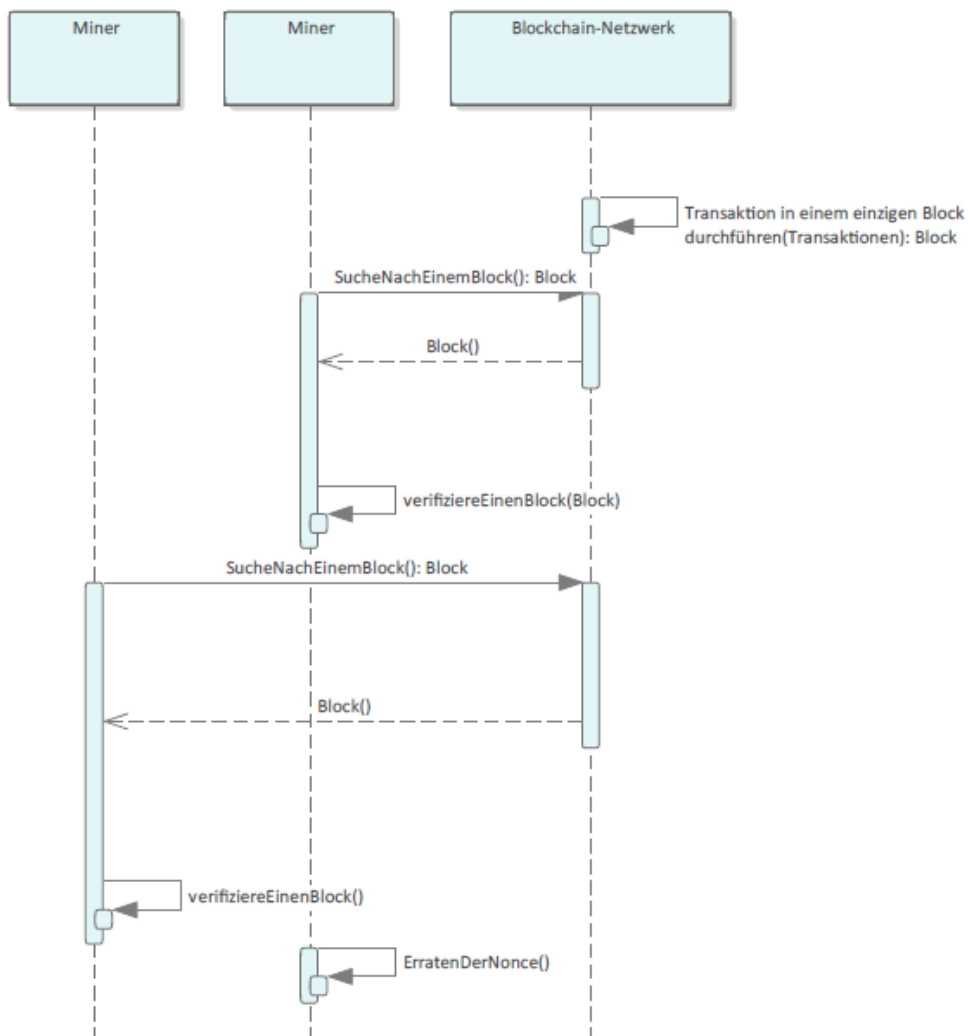 Miner
Miner
Blockchain-Netzwerk
Transaktion in einem einzigen Block
durchführen(Transaktionen): Block
SucheNachEinemBlock(): Block
Block()
verifiziereEinenBlock(Block)
SucheNachEinemBlock(): Block
Block()
verifiziereEinenBlock()
ErratenDerNonce()